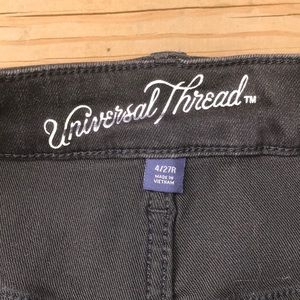 Universal Thread™
4/27R
MADE IN
VIETNAM